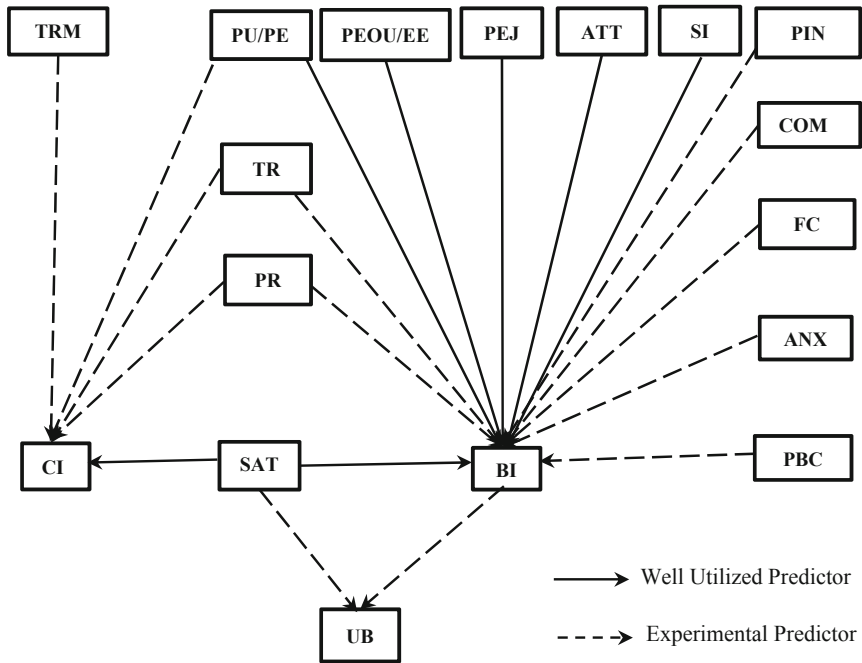 TRM
PU/PE
PEOU/EE
PEJ
ATT
SI
PIN
COM
TR
FC
PR
ANX
CI
SAT
BI
PBC
Well Utilized Predictor
UB
Experimental Predictor